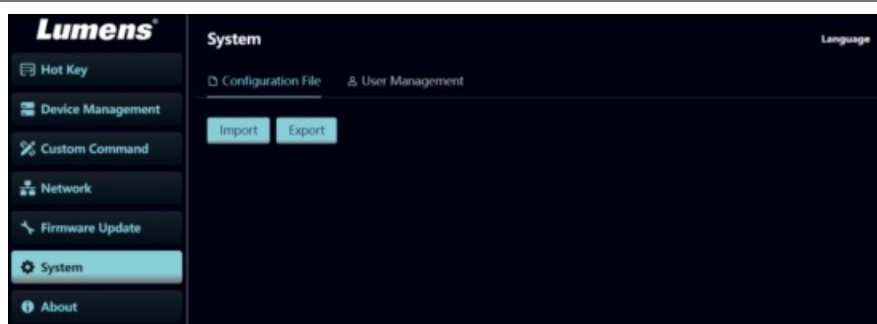 Lumens®
Hot Key
Device Management
Custom Command
Network
Firmware Update
System
About
System
Language
Configuration File
User Management
Import
Export